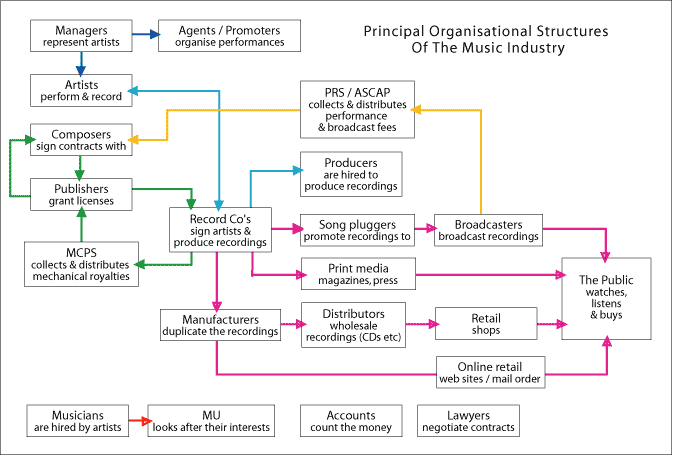 Principal Organisational Structures
Of The Music Industry
Managers
represent artists
Agents / Promoters
organise performances
Artists
perform & record
PRS / ASCAP
collects & distributes
performance
& broadcast fees
Composers
sign contracts with
Producers
are hired to
produce recordings
Publishers
grant licenses
Record Co's
sign artists &
produce recordings
Song pluggers
promote recordings to
Broadcasters
broadcast recordings
MCPS
collects & distributes
mechanical royalties
Print media
magazines, press
The Public
watches,
listens
& buys
Manufacturers
duplicate the recordings
Distributors
wholesale
recordings (CDs etc)
Retail
shops
Online retail
web sites / mail order
Musicians
are hired by artists
MU
looks after their interests
Accounts
count the money
Lawyers
negotiate contracts